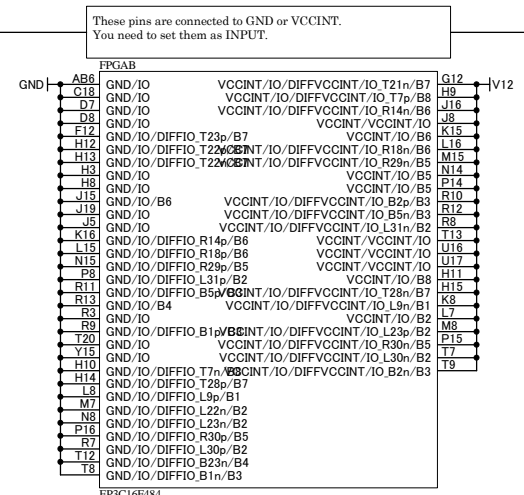 These pins are connected to GND or VCCINT.
You need to set them as INPUT.
FPGAB
GND AB6 GND/IO VCCINT/IO/DIFFVCCINT/IO_T21n/B7 G12 V12
C18 GND/IO VCCINT/IO/DIFFVCCINT/IO_T7p/B8 H9
D7 GND/IO VCCINT/IO/DIFFVCCINT/IO_R14n/B6 J16
D8 GND/IO VCCINT/VCCINT/IO J8
F12 GND/IO/DIFFIO_T23p/B7 VCCINT/IO/B6 K15
H12 GND/IO/DIFFIO_T22p/B7 VCCINT/IO/DIFFVCCINT/IO_R18n/B6 L16
H13 GND/IO/DIFFIO_T22n/B7 VCCINT/IO/DIFFVCCINT/IO_R29n/B5 M15
H3 GND/IO VCCINT/IO/B5 N14
H8 GND/IO VCCINT/IO/B5 P14
J15 GND/IO/B6 VCCINT/IO/DIFFVCCINT/IO_B2p/B3 R10
J19 GND/IO VCCINT/IO/DIFFVCCINT/IO_B5n/B3 R12
J5 GND/IO VCCINT/IO/DIFFVCCINT/IO_L31n/B2 R8
K16 GND/IO/DIFFIO_R14p/B6 VCCINT/VCCINT/IO T13
L15 GND/IO/DIFFIO_R18p/B6 VCCINT/VCCINT/IO U16
N15 GND/IO/DIFFIO_R29p/B5 VCCINT/VCCINT/IO U17
P8 GND/IO/DIFFIO_L31p/B2 VCCINT/IO/B8 H11
R11 GND/IO/DIFFIO_B5p/B3 VCCINT/IO/DIFFVCCINT/IO_T28n/B7 H15
R13 GND/IO/B4 VCCINT/IO/DIFFVCCINT/IO_L9n/B1 K8
R3 GND/IO VCCINT/IO/B2 L7
R9 GND/IO/DIFFIO_B1p/B3 VCCINT/IO/DIFFVCCINT/IO_L23p/B2 M8
T20 GND/IO VCCINT/IO/DIFFVCCINT/IO_R30n/B5 P15
Y15 GND/IO VCCINT/IO/DIFFVCCINT/IO_L30n/B2 T7
H10 GND/IO/DIFFIO_T7n/B8 VCCINT/IO/DIFFVCCINT/IO_B2n/B3 T9
H14 GND/IO/DIFFIO_T28p/B7
L8 GND/IO/DIFFIO_L9p/B1
M7 GND/IO/DIFFIO_L22n/B2
N8 GND/IO/DIFFIO_L23n/B2
P16 GND/IO/DIFFIO_R30p/B5
R7 GND/IO/DIFFIO_L30p/B2
T12 GND/IO/DIFFIO_B23n/B4
T8 GND/IO/DIFFIO_B1n/B3
EP3C16F484